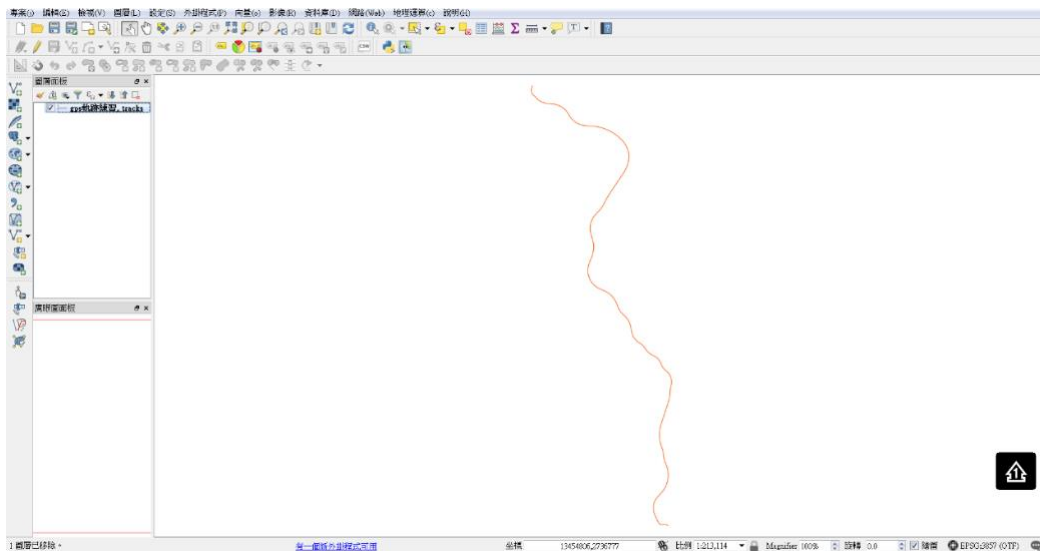 專案(J) 編輯(E) 檢視(V) 圖層(L) 設定(S) 外掛程式(P) 向量(O) 影像(R) 資料庫(D) 網路(Web) 地理運算(C) 說明(H)
圖層面板
gps軌跡練習_tracks
鷹眼圖面板
1 圖層已移除。 有一個新外掛程式可用 坐標 13454806,2736777 比例 1:213,114 Magnifier 100% 旋轉 0.0 繪圖 EPSG:3857 (OTF)